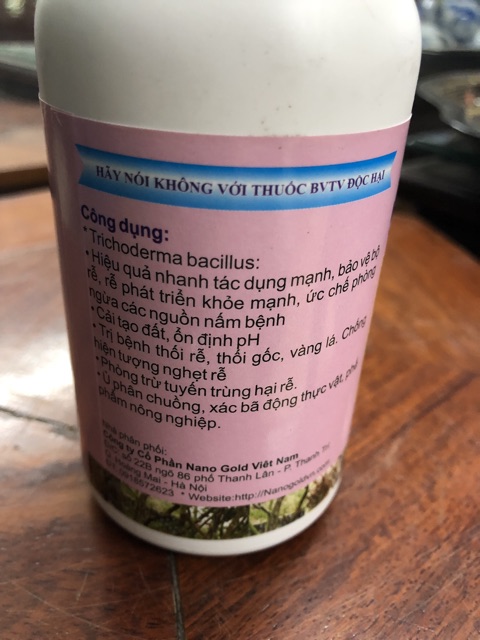 HÃY NÓI KHÔNG VỚI THUỐC BVTV ĐỘC HẠI
Công dụng:
*Trichoderma bacillus:
*Hiệu quả nhanh tác dụng mạnh, bảo vệ bộ
rễ, rễ phát triển khỏe mạnh, ức chế phòng
ngừa các nguồn nấm bệnh
*Cải tạo đất, ổn định pH
*Trị bệnh thối rễ, thối gốc, vàng lá. Chống
hiện tượng nghẹt rễ
*Phòng trừ tuyến trùng hại rễ.
*Ủ phân chuồng, xác bã động thực vật, phế
phẩm nông nghiệp.
Nhà phân phối:
Công ty Cổ Phần Nano Gold Việt Nam
số 22B ngõ 86 phố Thanh Lân - P. Thanh Trì
Hoàng Mai - Hà Nội
* Website:http://Nanogoldvn.com